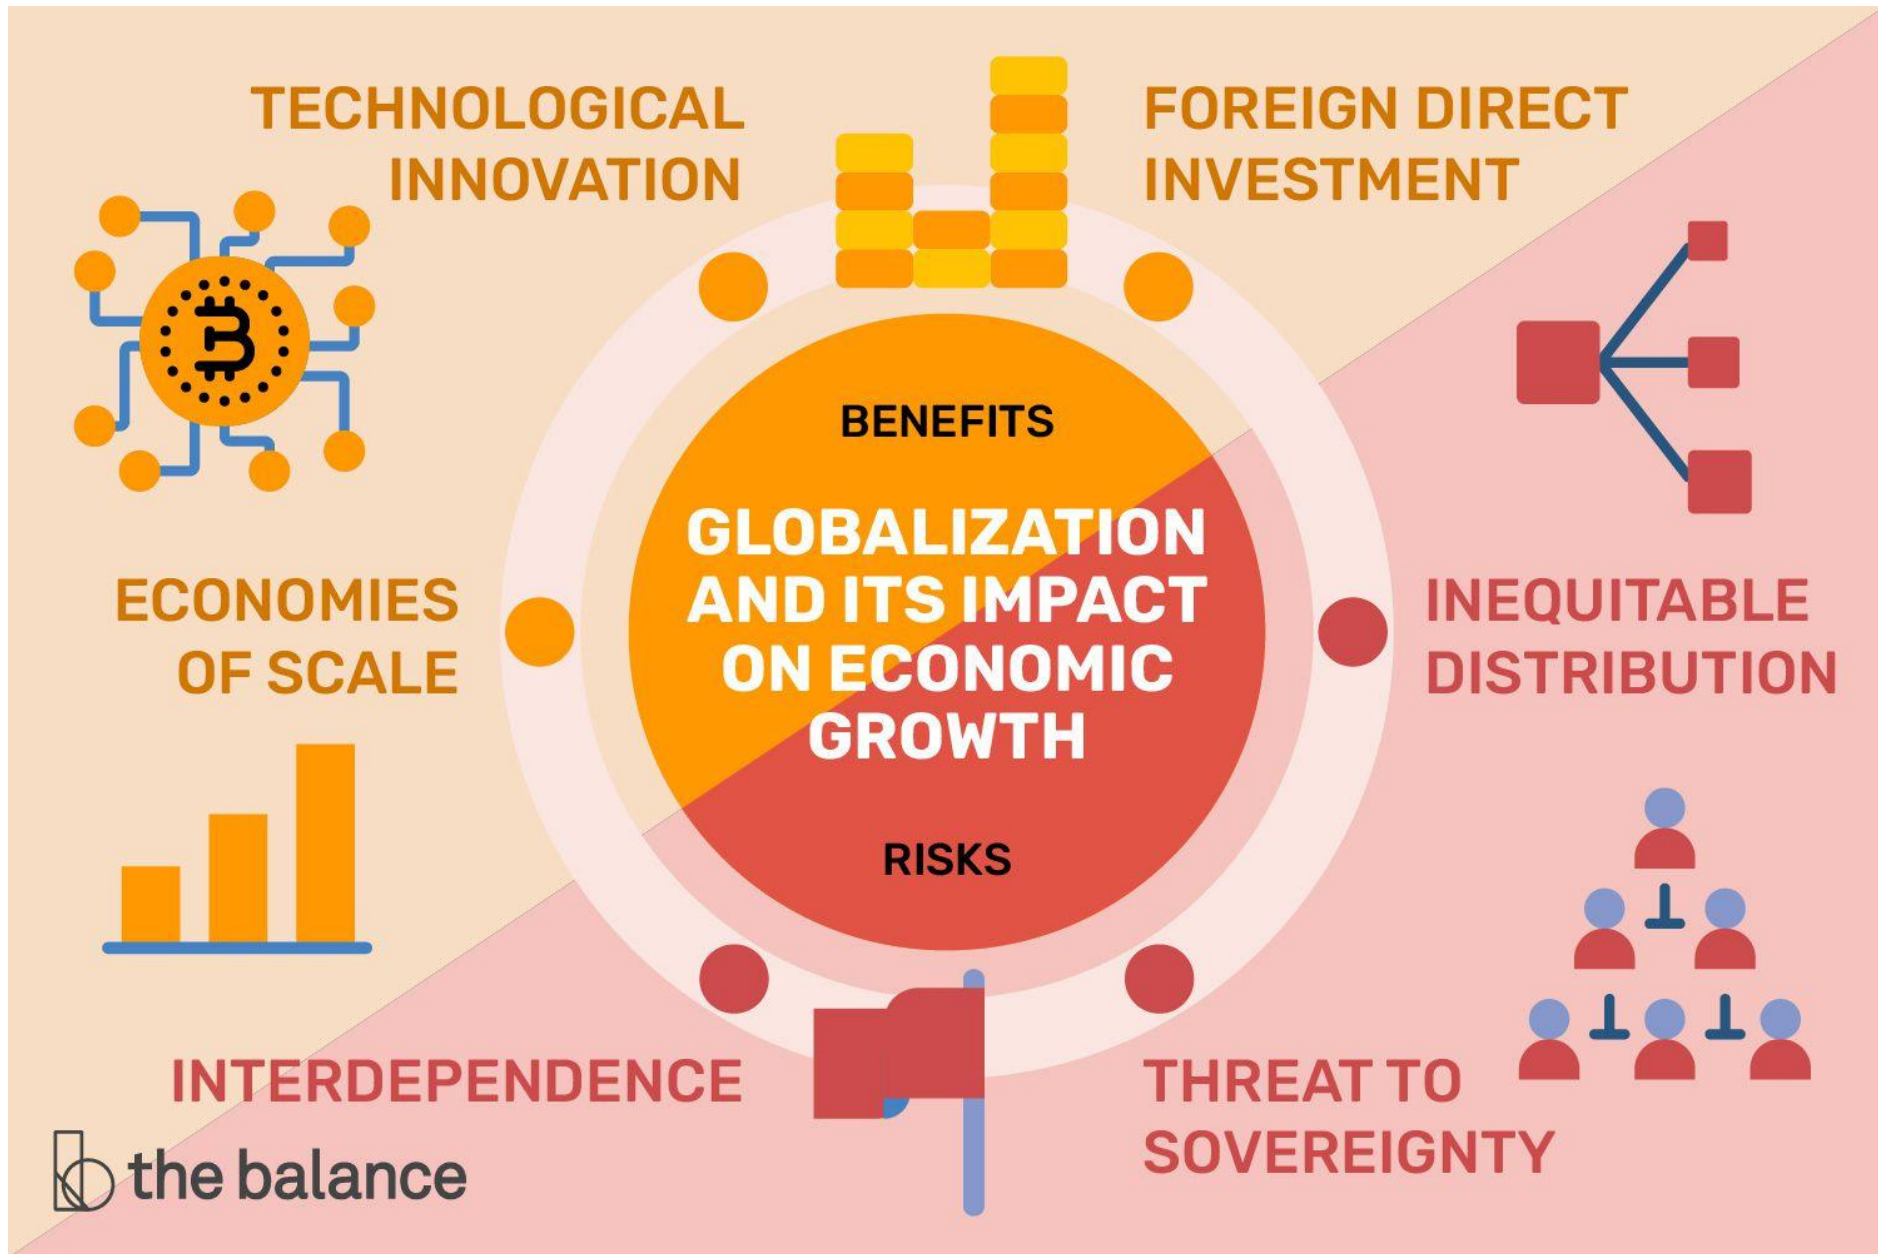 TECHNOLOGICAL
INNOVATION
FOREIGN DIRECT
INVESTMENT
BENEFITS
GLOBALIZATION
AND ITS IMPACT
ON ECONOMIC
GROWTH
RISKS
ECONOMIES
OF SCALE
INEQUITABLE
DISTRIBUTION
INTERDEPENDENCE
THREAT TO
SOVEREIGNTY
the balance